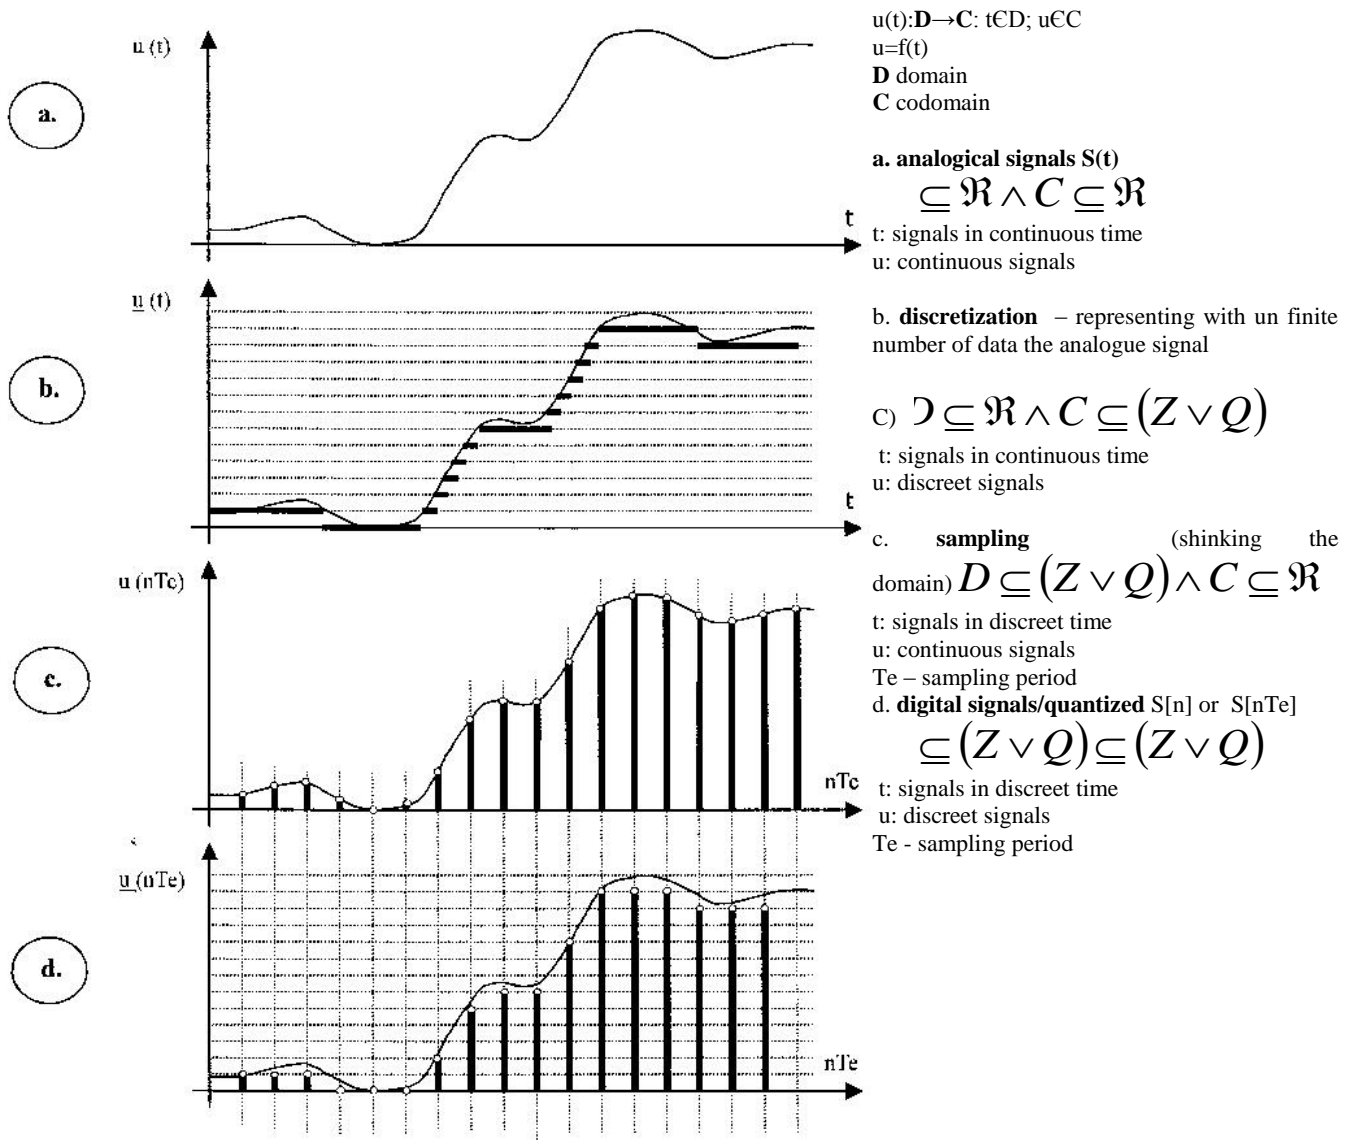 u (t)
a.
t
u (t)
b.
t
u (nTe)
c.
nTe
u (nTe)
d.
nTe
u(t):D→C: tЄD; uЄC
u=f(t)
D domain
C codomain
a. analogical signals S(t)
⊆ ℜ ∧ C ⊆ ℜ
t: signals in continuous time
u: continuous signals
b. discretization – representing with un finite
number of data the analogue signal
C) D ⊆ ℜ ∧ C ⊆ (Z ∨ Q)
t: signals in continuous time
u: discreet signals
c. sampling (shinking the
domain) D ⊆ (Z ∨ Q) ∧ C ⊆ ℜ
t: signals in discreet time
u: continuous signals
Te – sampling period
d. digital signals/quantized S[n] or S[nTe]
⊆ (Z ∨ Q) ⊆ (Z ∨ Q)
t: signals in discreet time
u: discreet signals
Te - sampling period